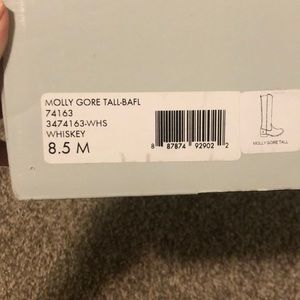 MOLLY GORE TALL-BAFL
74163
3474163-WHS
WHISKEY
8.5 M
8 87874 92902 2
MOLLY GORE TALL